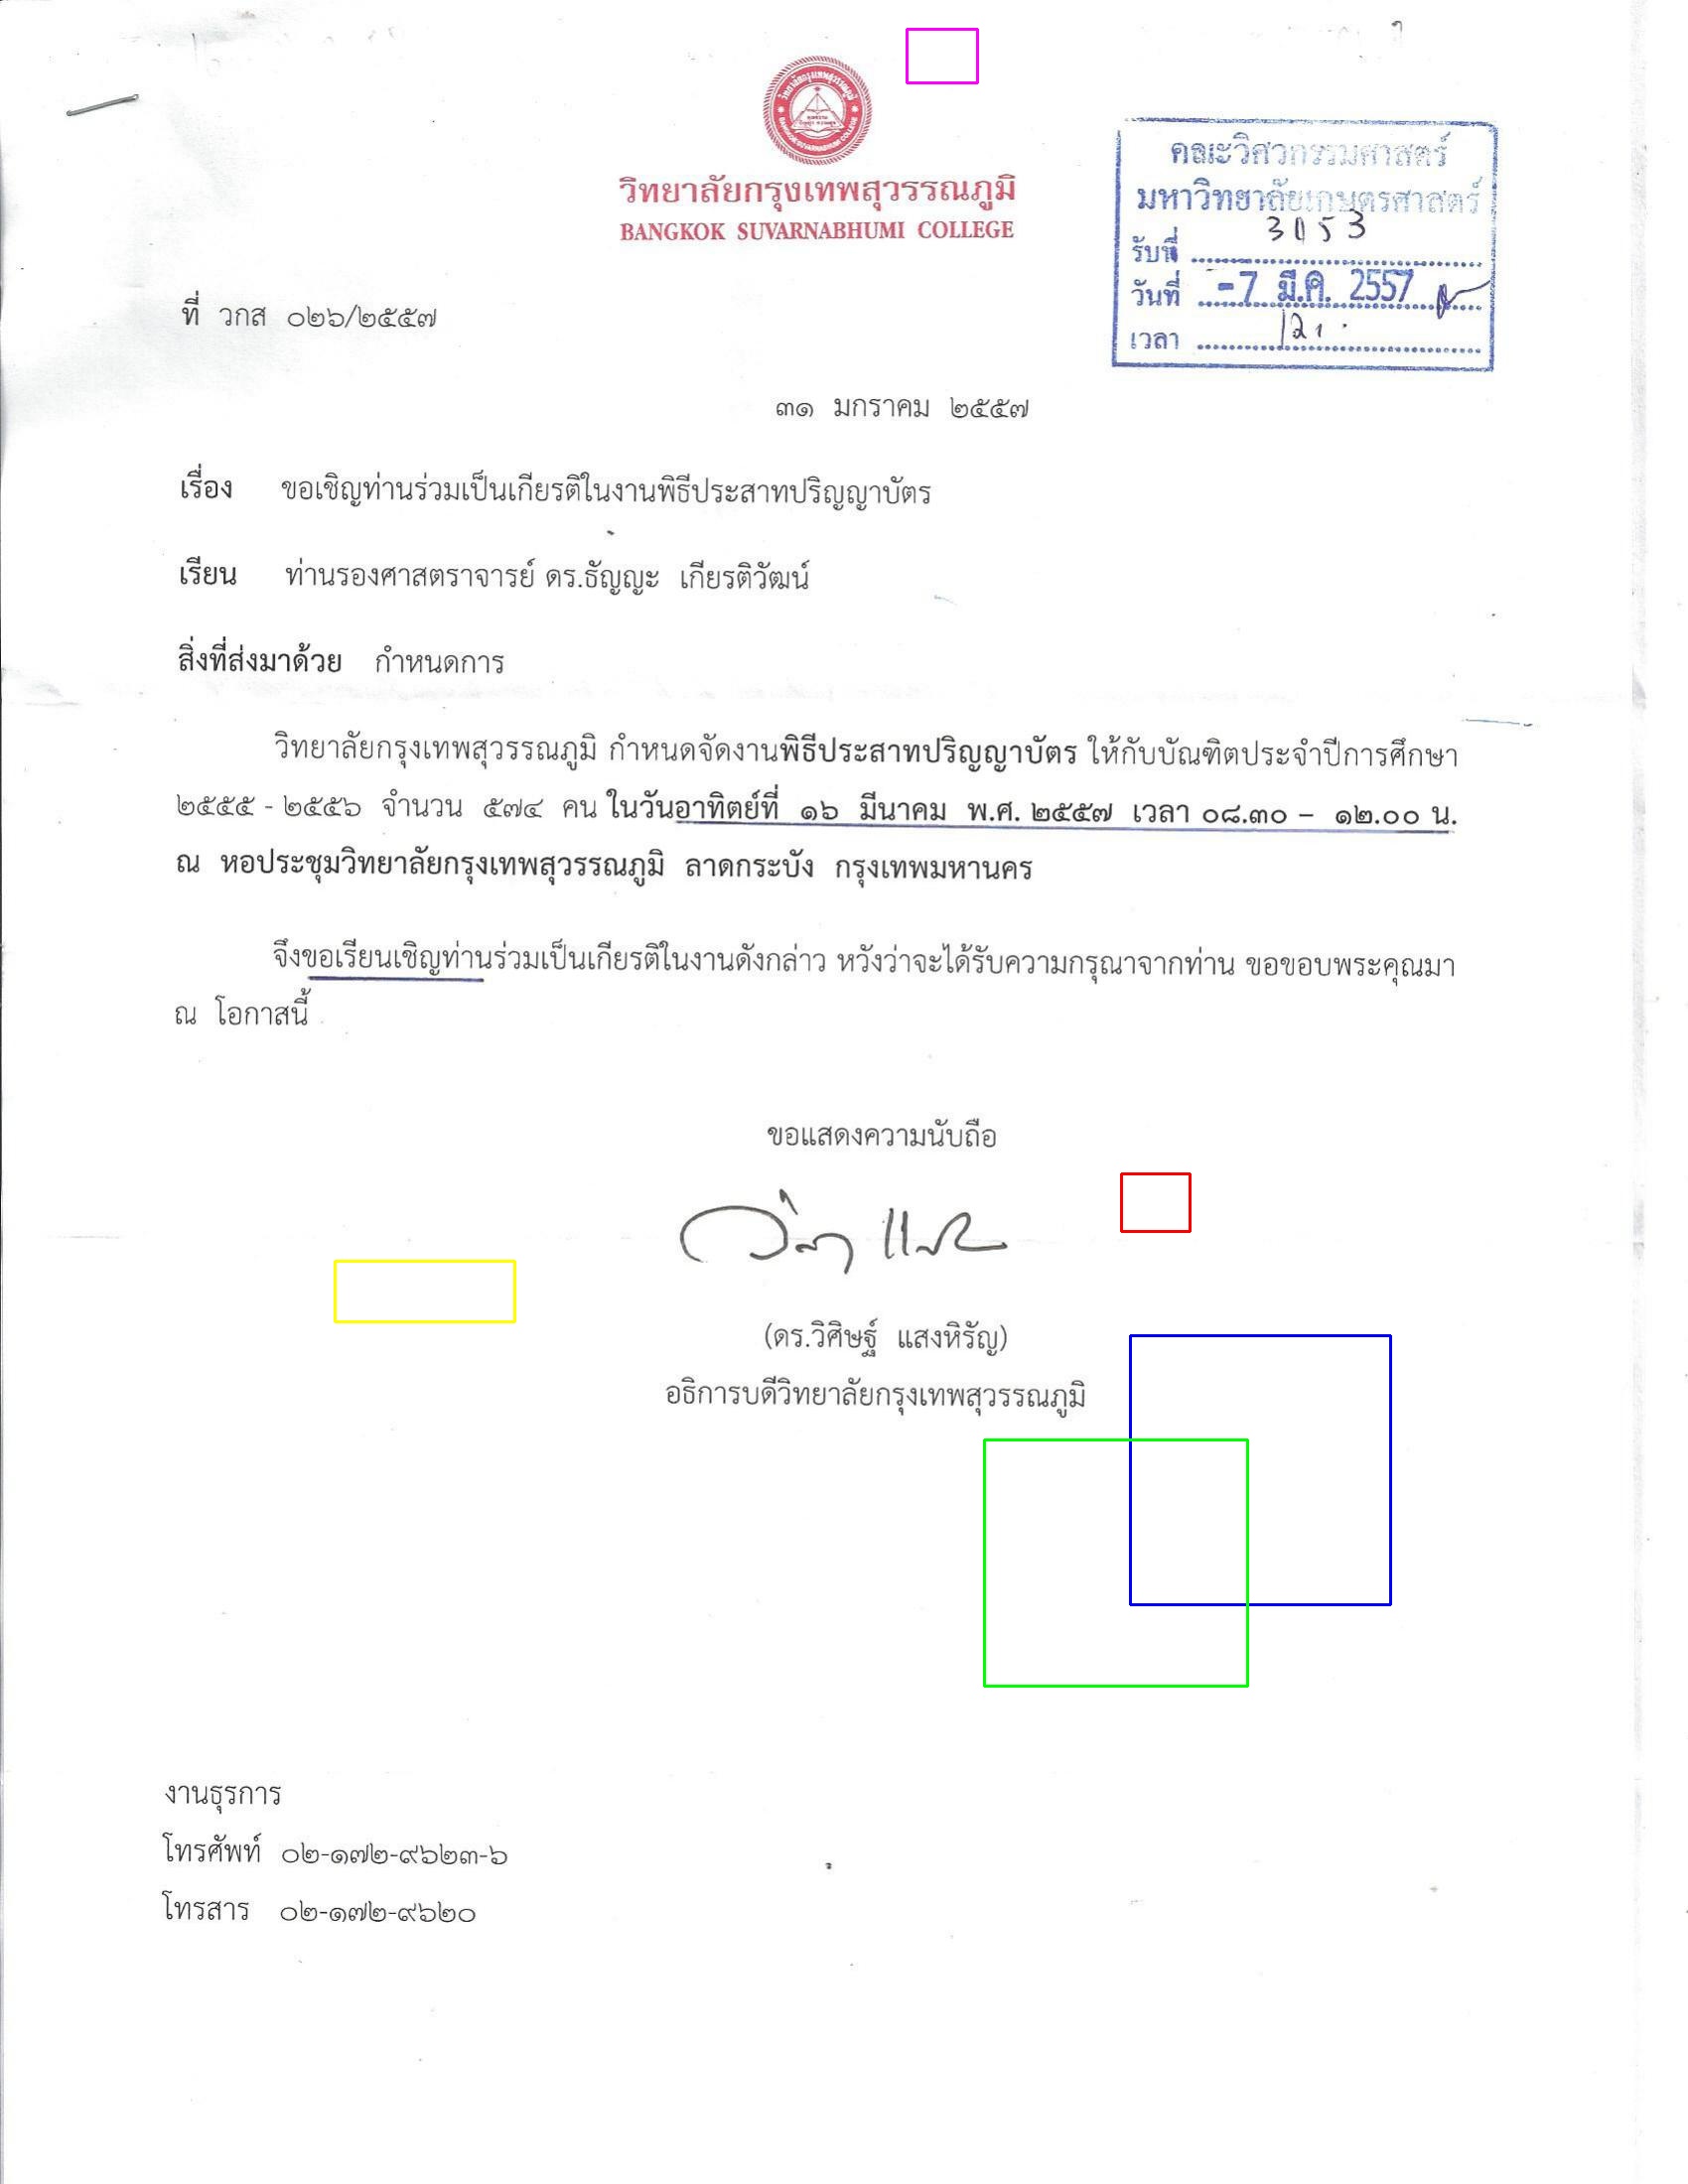 วิทยาลัยกรุงเทพสุวรรณภูมิ
BANGKOK SUVARNABHUMI COLLEGE
คณะวิศวกรรมศาสตร์
มหาวิทยาลัยเกษตรศาสตร์
รับที่ 3053
วันที่ -7 มี.ค. 2557
เวลา
ที่ วกส ๐๒๖/๒๕๕๗
๓๑ มกราคม ๒๕๕๗
เรื่อง ขอเชิญท่านร่วมเป็นเกียรติในงานพิธีประสาทปริญญาบัตร
เรียน ท่านรองศาสตราจารย์ ดร.ธัญญะ เกียรติวัฒน์
สิ่งที่ส่งมาด้วย กำหนดการ
วิทยาลัยกรุงเทพสุวรรณภูมิ กำหนดจัดงานพิธีประสาทปริญญาบัตร ให้กับบัณฑิตประจำปีการศึกษา
๒๕๕๕ - ๒๕๕๖ จำนวน ๕๗๔ คน ในวันอาทิตย์ที่ ๑๖ มีนาคม พ.ศ. ๒๕๕๗ เวลา ๐๘.๓๐ – ๑๒.๐๐ น.
ณ หอประชุมวิทยาลัยกรุงเทพสุวรรณภูมิ ลาดกระบัง กรุงเทพมหานคร
จึงขอเรียนเชิญท่านร่วมเป็นเกียรติในงานดังกล่าว หวังว่าจะได้รับความกรุณาจากท่าน ขอขอบพระคุณมา
ณ โอกาสนี้
ขอแสดงความนับถือ
(ดร.วิศิษฐ์ แสงหิรัญ)
อธิการบดีวิทยาลัยกรุงเทพสุวรรณภูมิ
งานธุรการ
โทรศัพท์ ๐๒-๑๗๒-๙๖๒๓-๖
โทรสาร ๐๒-๑๗๒-๙๖๒๐